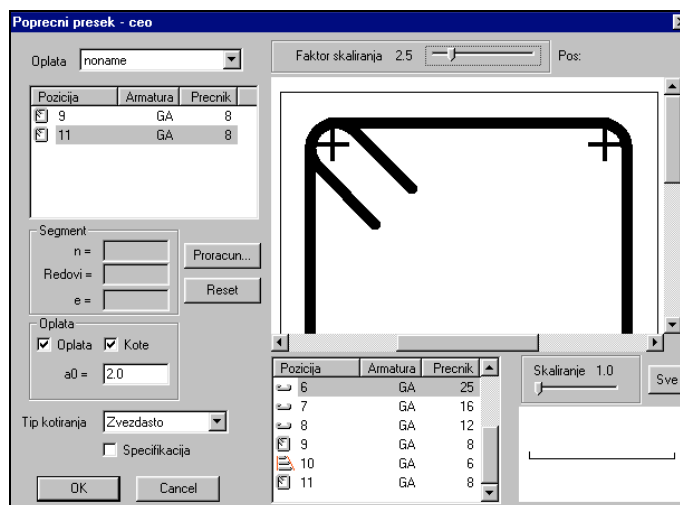 Poprecni presek - ceo
Oplata noname
Faktor skaliranja 2.5 Pos:
Pozicija Armatura Precnik
9 GA 8
11 GA 8
Segment
n =
Redovi =
e =
Proracun...
Reset
Oplata
Oplata Kote
a0 = 2.0
Tip kotiranja Zvezdasto
Specifikacija
OK Cancel
Pozicija Armatura Precnik
6 GA 25
7 GA 16
8 GA 12
9 GA 8
10 GA 6
11 GA 8
Skaliranje 1.0
Sve